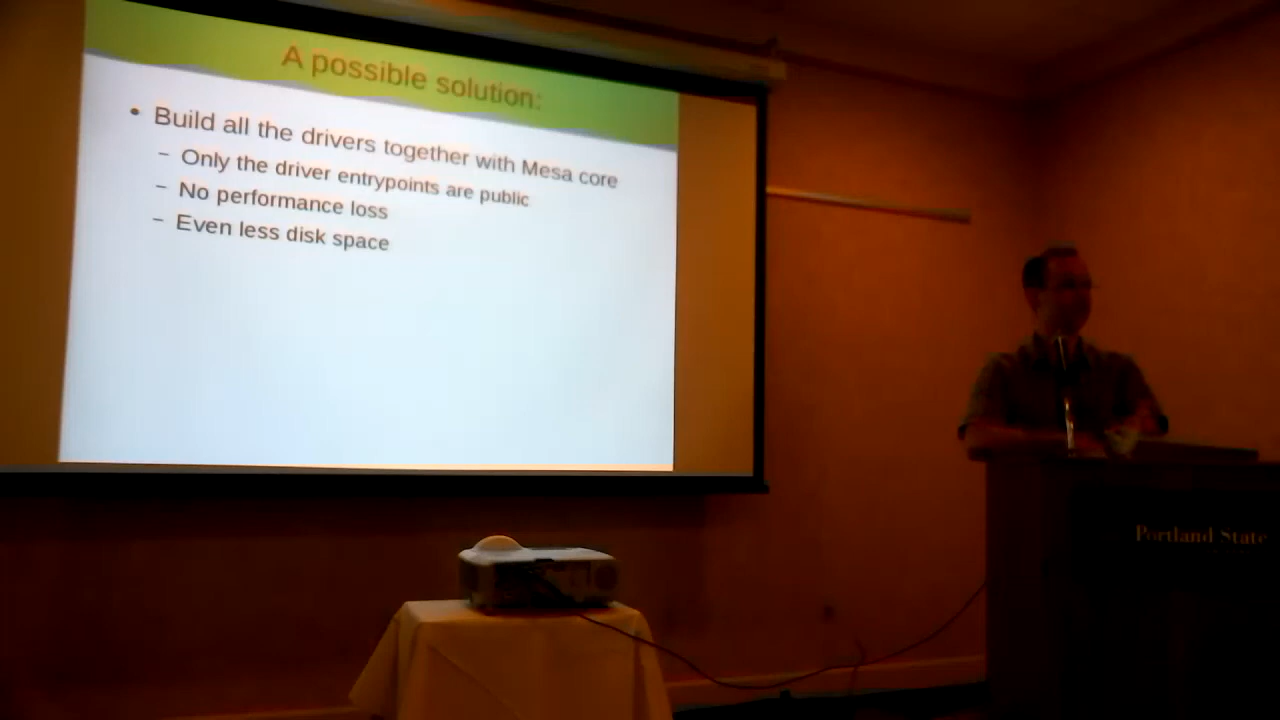 A possible solution:
• Build all the drivers together with Mesa core
– Only the driver entrypoints are public
– No performance loss
– Even less disk space
Portland State